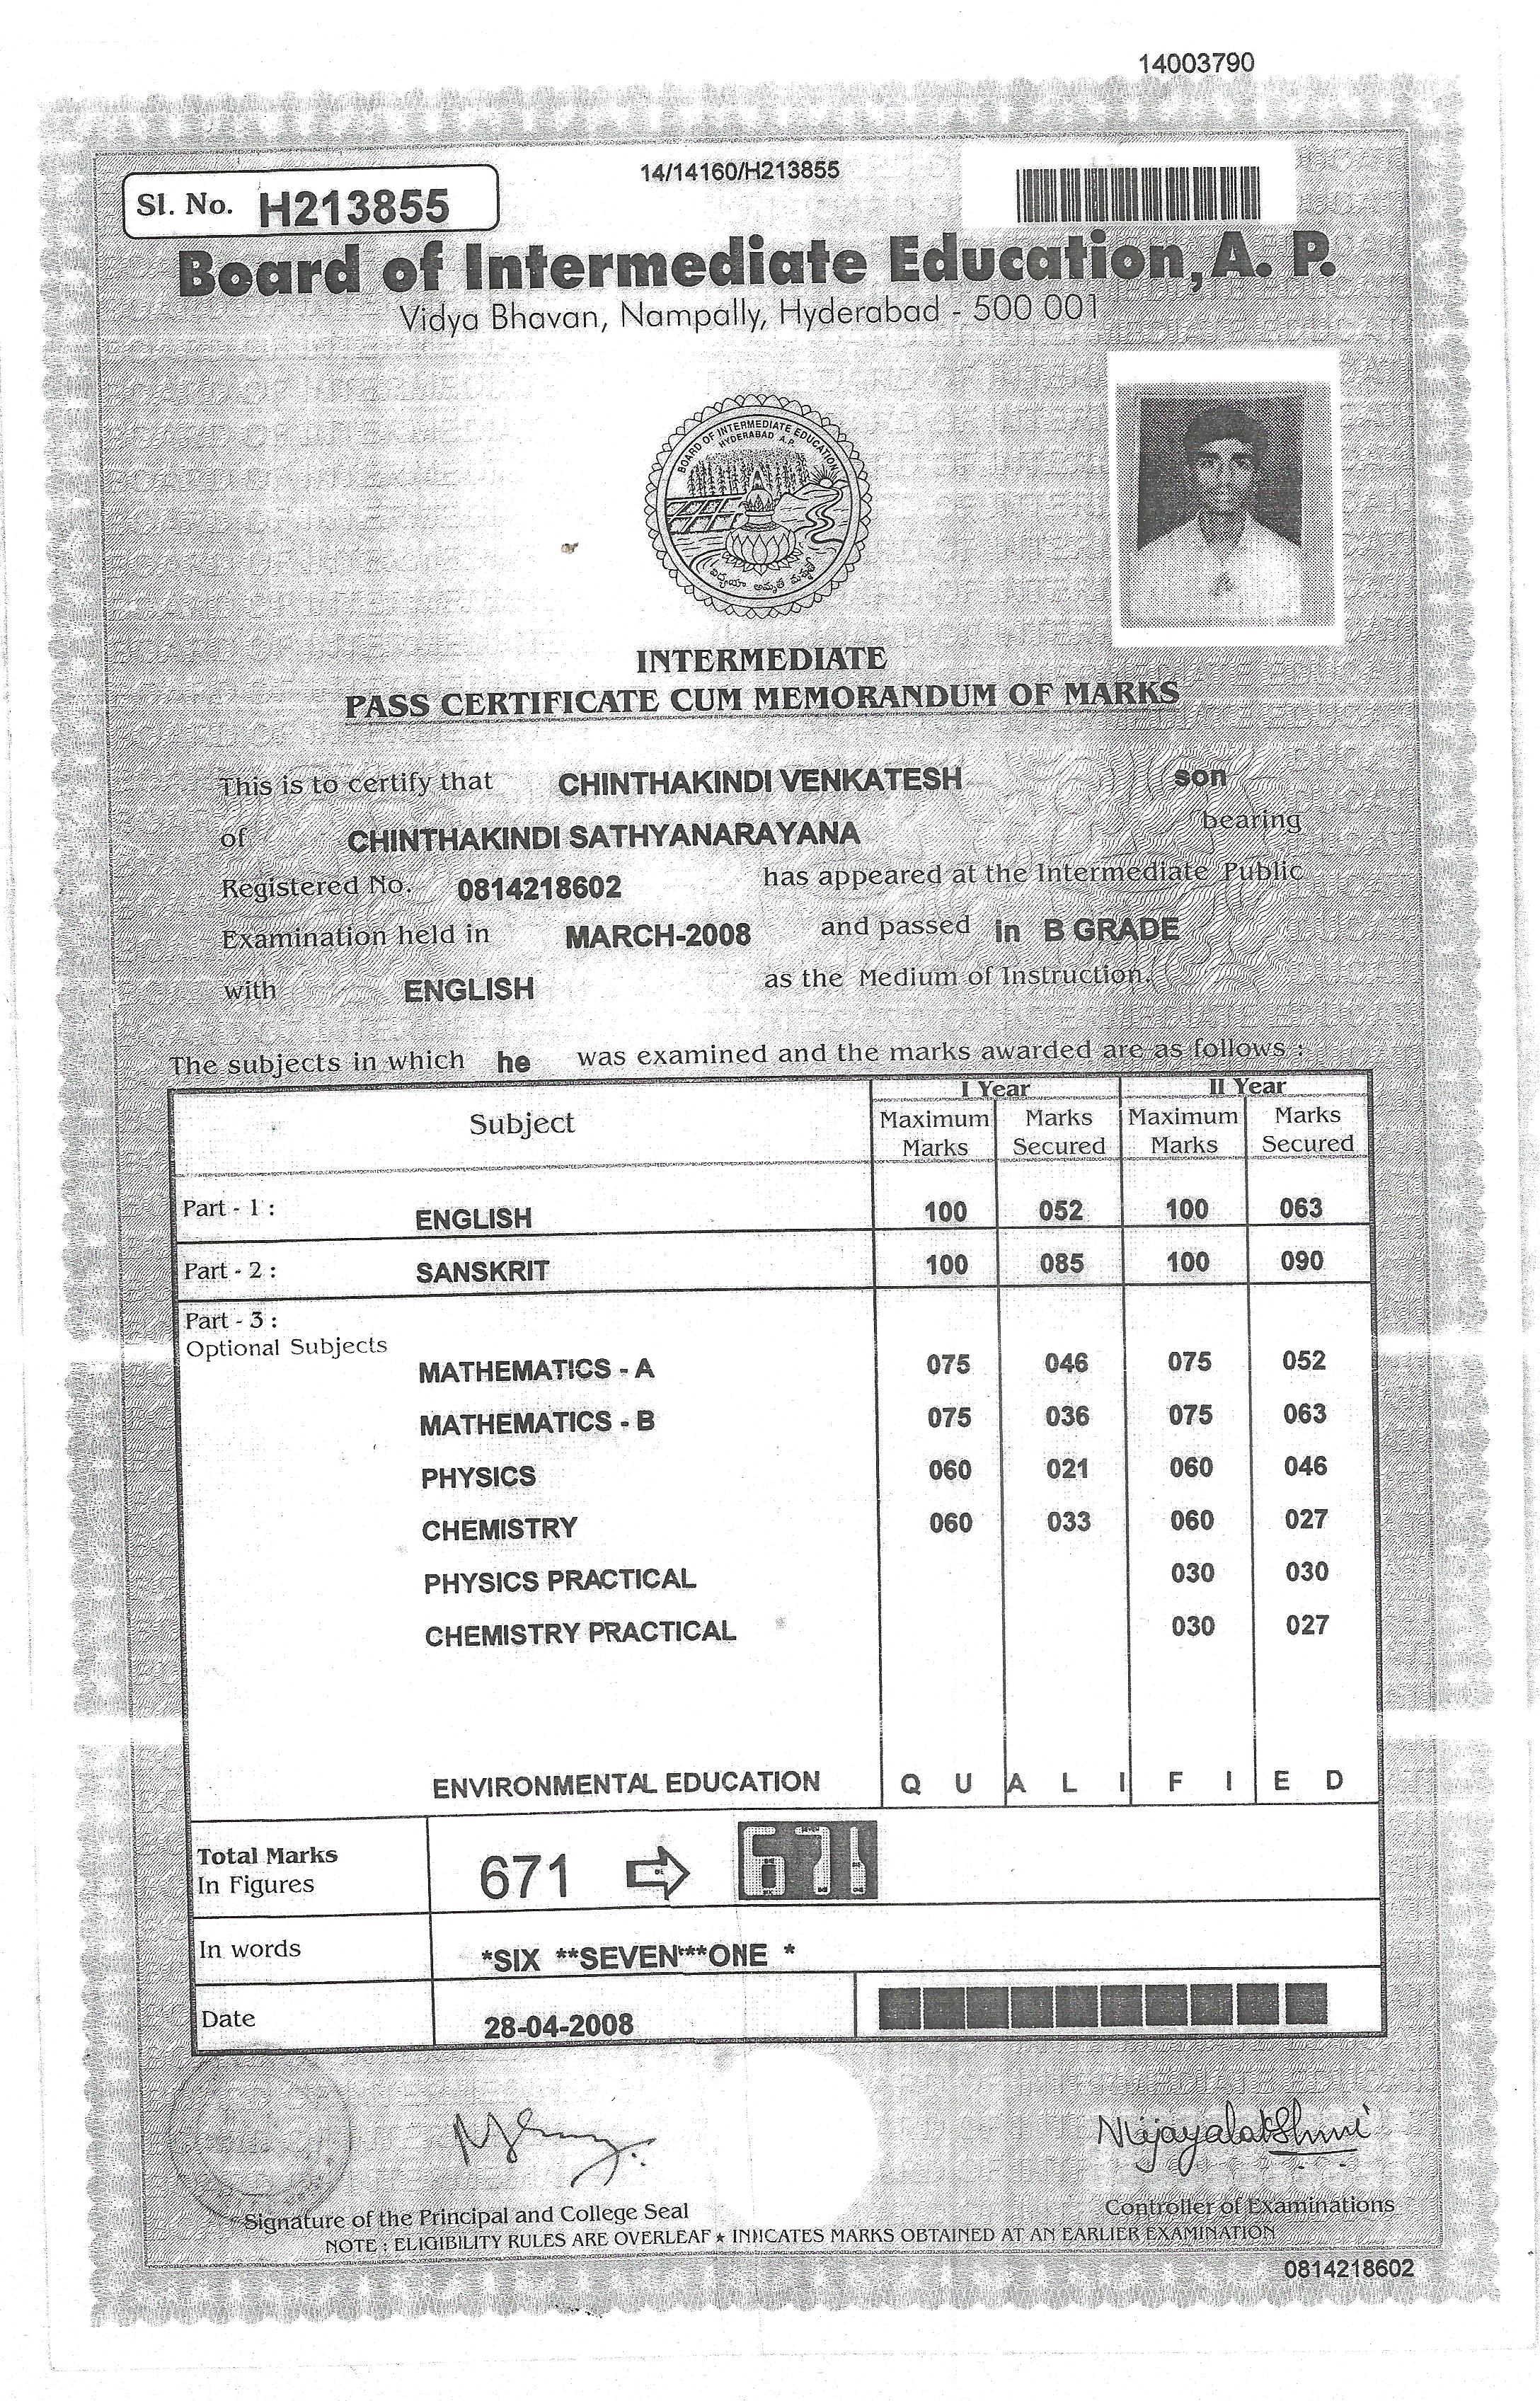 14003790
14/14160/H213855
Sl. No. H213855
Board of Intermediate Education, A. P.
Vidya Bhavan, Nampally, Hyderabad - 500 001
BOARD OF INTERMEDIATE EDUCATION
HYDERABAD A.P.
INTERMEDIATE
PASS CERTIFICATE CUM MEMORANDUM OF MARKS
This is to certify that CHINTHAKINDI VENKATESH son
of CHINTHAKINDI SATHYANARAYANA bearing
Registered No. 0814218602 has appeared at the Intermediate Public
Examination held in MARCH-2008 and passed in B GRADE
with ENGLISH as the Medium of Instruction.
The subjects in which he was examined and the marks awarded are as follows :
I Year II Year
Subject Maximum Marks Marks Secured Maximum Marks Marks Secured
Part - 1 : ENGLISH 100 052 100 063
Part - 2 : SANSKRIT 100 085 100 090
Part - 3 :
Optional Subjects
MATHEMATICS - A 075 046 075 052
MATHEMATICS - B 075 036 075 063
PHYSICS 060 021 060 046
CHEMISTRY 060 033 060 027
PHYSICS PRACTICAL 030 030
CHEMISTRY PRACTICAL 030 027
ENVIRONMENTAL EDUCATION Q U A L I F I E D
Total Marks
In Figures 671 671
In words *SIX **SEVEN***ONE *
Date 28-04-2008
Vijayalakshmi
Signature of the Principal and College Seal Controller of Examinations
NOTE : ELIGIBILITY RULES ARE OVERLEAF ★ INDICATES MARKS OBTAINED AT AN EARLIER EXAMINATION
0814218602